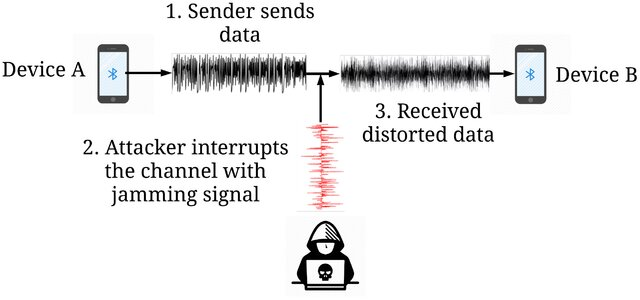 1. Sender sends
data
Device A
Device B
3. Received
distorted data
2. Attacker interrupts
the channel with
jamming signal